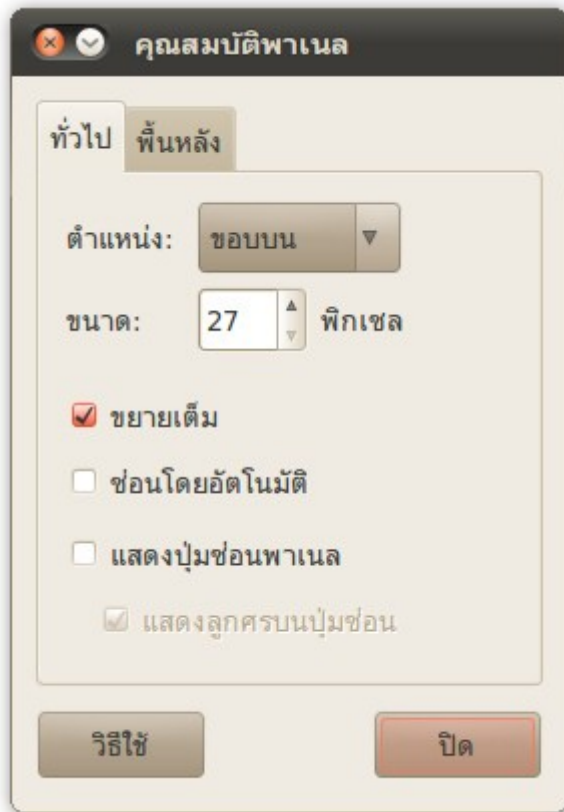 คุณสมบัติพาเนล
ทั่วไป พื้นหลัง
ตำแหน่ง: ขอบบน
ขนาด: 27 พิกเซล
ขยายเต็ม
ซ่อนโดยอัตโนมัติ
แสดงปุ่มซ่อนพาเนล
แสดงลูกศรบนปุ่มซ่อน
วิธีใช้ ปิด